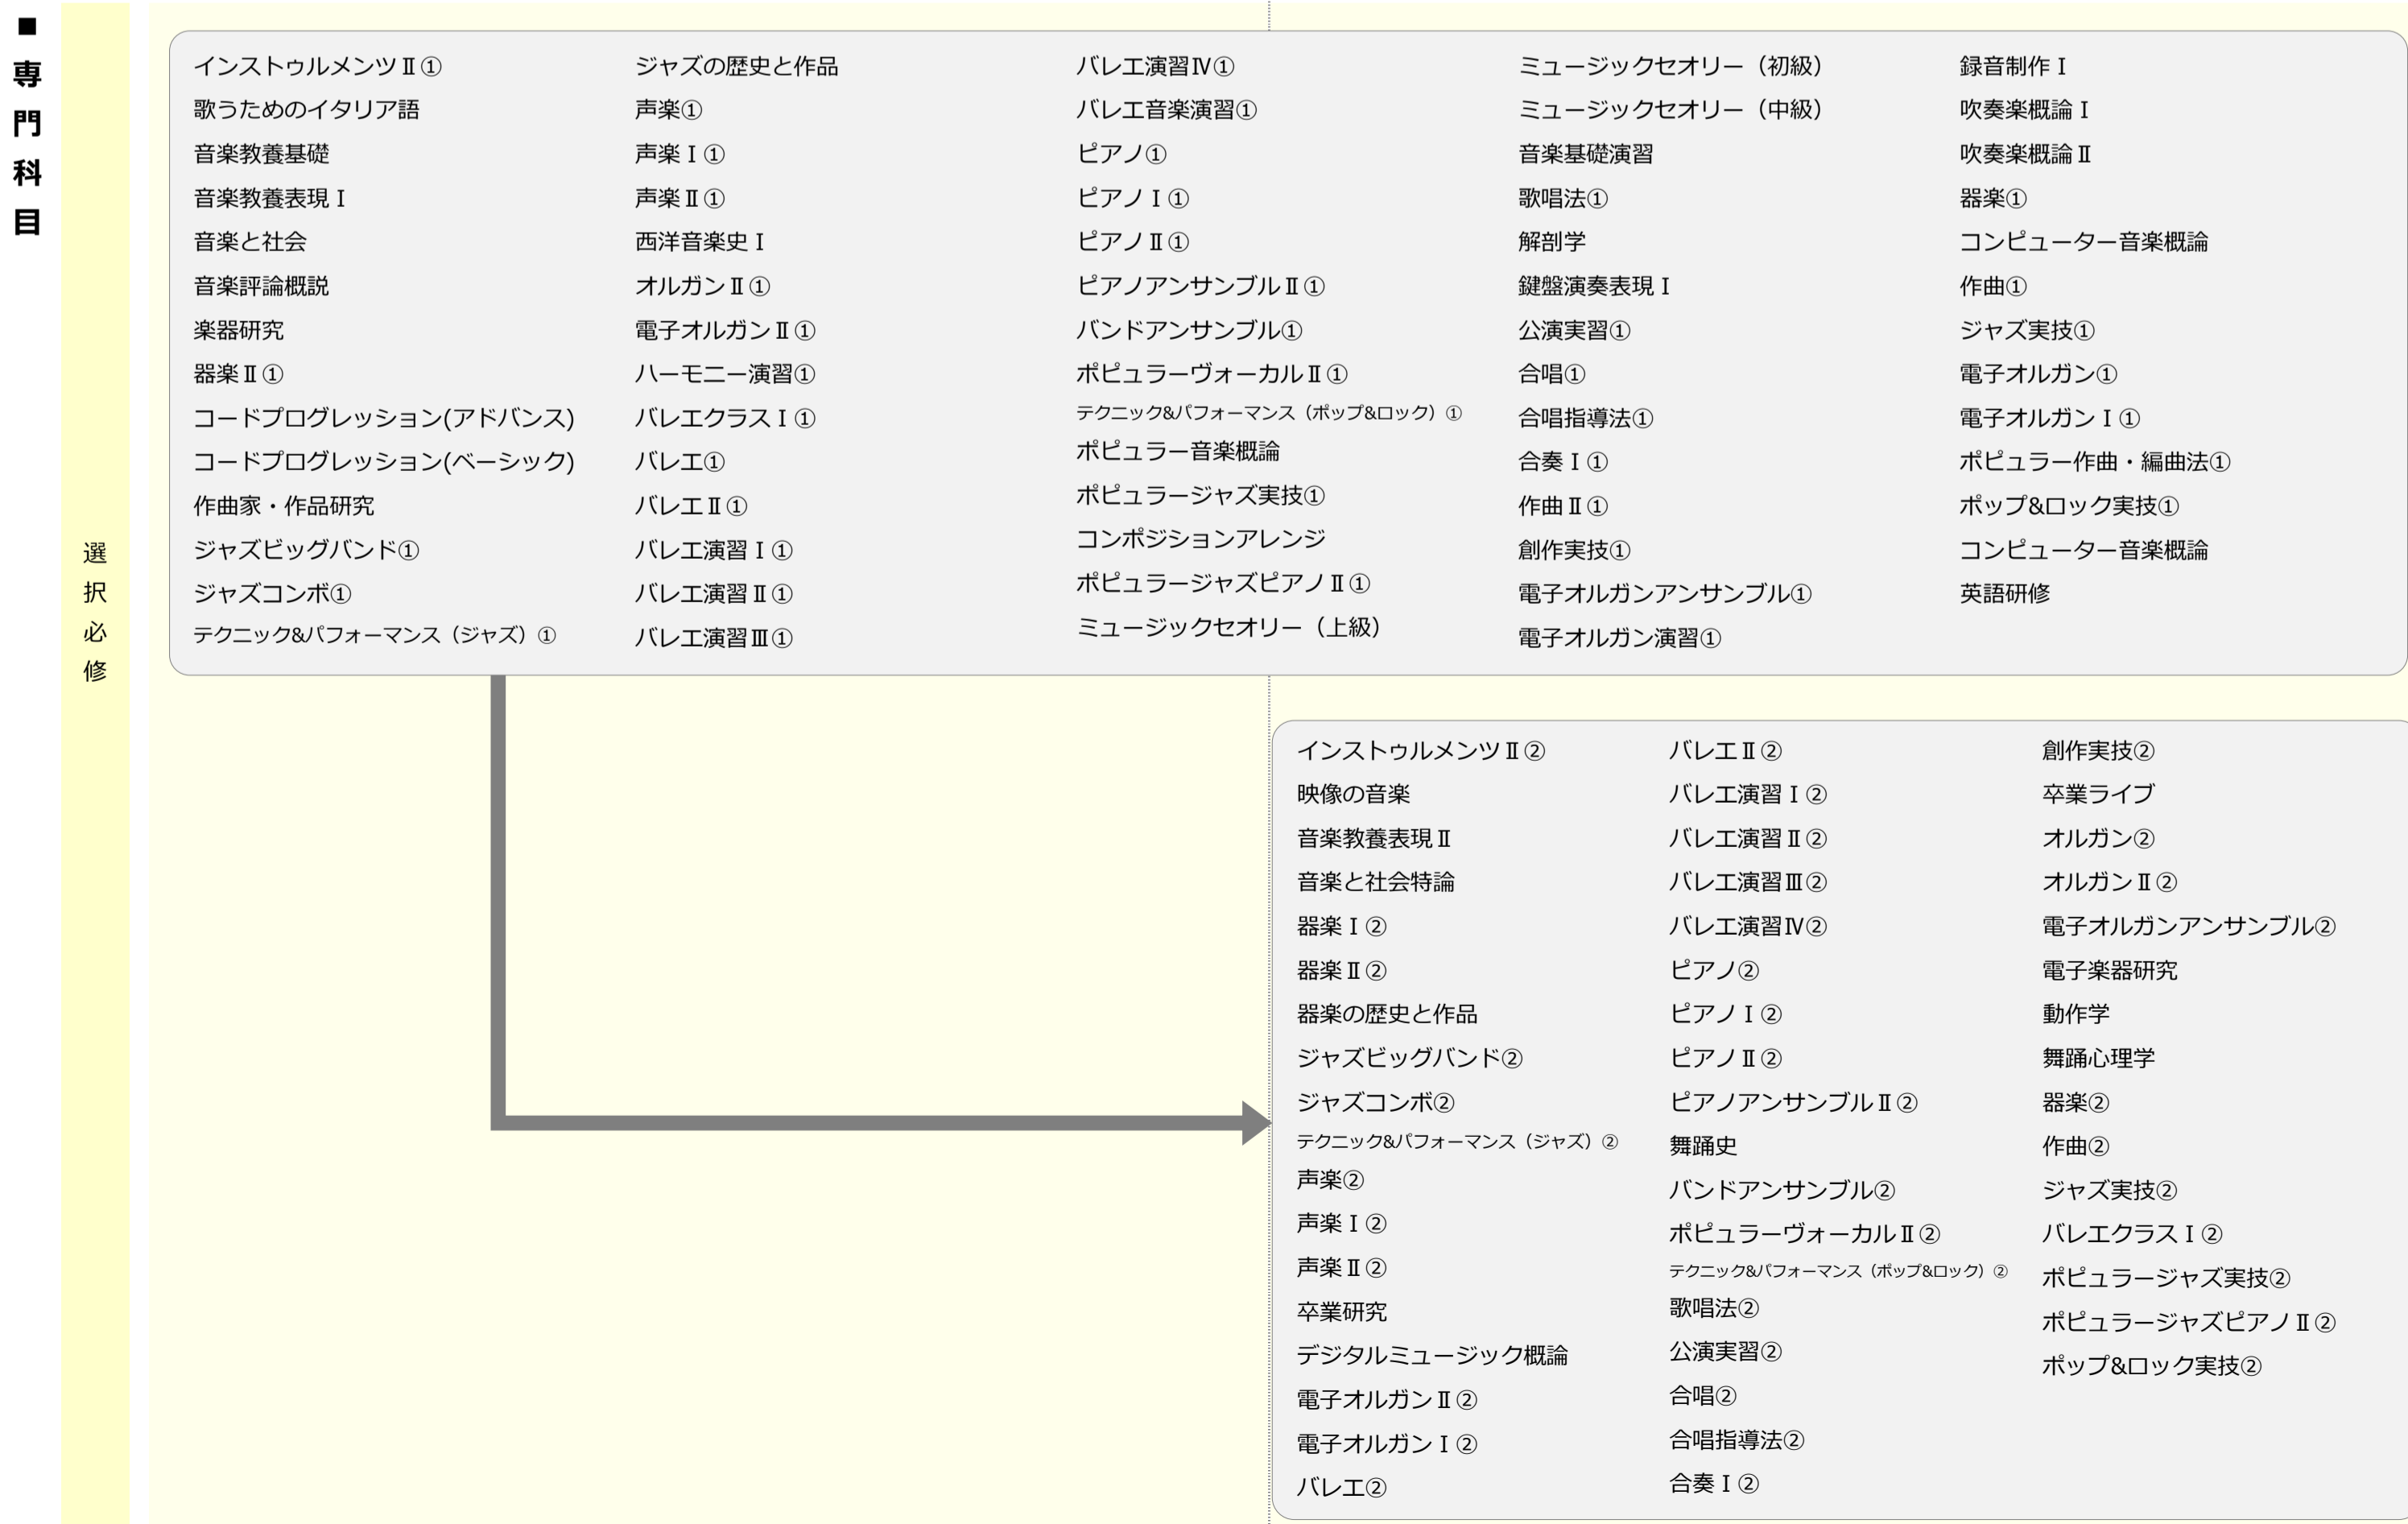 ■専門科目
選択必修
インストゥルメンツⅡ①
歌うためのイタリア語
音楽教養基礎
音楽教養表現Ⅰ
音楽と社会
音楽評論概説
楽器研究
器楽Ⅱ①
コードプログレッション(アドバンス)
コードプログレッション(ベーシック)
作曲家・作品研究
ジャズビッグバンド①
ジャズコンボ①
テクニック&パフォーマンス（ジャズ）①
ジャズの歴史と作品
声楽①
声楽Ⅰ①
声楽Ⅱ①
西洋音楽史Ⅰ
オルガンⅡ①
電子オルガンⅡ①
ハーモニー演習①
バレエクラスⅠ①
バレエ①
バレエⅡ①
バレエ演習Ⅰ①
バレエ演習Ⅱ①
バレエ演習Ⅲ①
バレエ演習Ⅳ①
バレエ音楽演習①
ピアノ①
ピアノⅠ①
ピアノⅡ①
ピアノアンサンブルⅡ①
バンドアンサンブル①
ポピュラーヴォーカルⅡ①
テクニック&パフォーマンス（ポップ&ロック）①
ポピュラー音楽概論
ポピュラージャズ実技①
コンポジションアレンジ
ポピュラージャズピアノⅡ①
ミュージックセオリー（上級）
ミュージックセオリー（初級）
ミュージックセオリー（中級）
音楽基礎演習
歌唱法①
解剖学
鍵盤演奏表現Ⅰ
公演実習①
合唱①
合唱指導法①
合奏Ⅰ①
作曲Ⅱ①
創作実技①
電子オルガンアンサンブル①
電子オルガン演習①
録音制作Ⅰ
吹奏楽概論Ⅰ
吹奏楽概論Ⅱ
器楽①
コンピューター音楽概論
作曲①
ジャズ実技①
電子オルガン①
電子オルガンⅠ①
ポピュラー作曲・編曲法①
ポップ&ロック実技①
コンピューター音楽概論
英語研修
インストゥルメンツⅡ②
映像の音楽
音楽教養表現Ⅱ
音楽と社会特論
器楽Ⅰ②
器楽Ⅱ②
器楽の歴史と作品
ジャズビッグバンド②
ジャズコンボ②
テクニック&パフォーマンス（ジャズ）②
声楽②
声楽Ⅰ②
声楽Ⅱ②
卒業研究
デジタルミュージック概論
電子オルガンⅡ②
電子オルガンⅠ②
バレエ②
バレエⅡ②
バレエ演習Ⅰ②
バレエ演習Ⅱ②
バレエ演習Ⅲ②
バレエ演習Ⅳ②
ピアノ②
ピアノⅠ②
ピアノⅡ②
ピアノアンサンブルⅡ②
舞踊史
バンドアンサンブル②
ポピュラーヴォーカルⅡ②
テクニック&パフォーマンス（ポップ&ロック）②
歌唱法②
公演実習②
合唱②
合唱指導法②
合奏Ⅰ②
創作実技②
卒業ライブ
オルガン②
オルガンⅡ②
電子オルガンアンサンブル②
電子楽器研究
動作学
舞踊心理学
器楽②
作曲②
ジャズ実技②
バレエクラスⅠ②
ポピュラージャズ実技②
ポピュラージャズピアノⅡ②
ポップ&ロック実技②